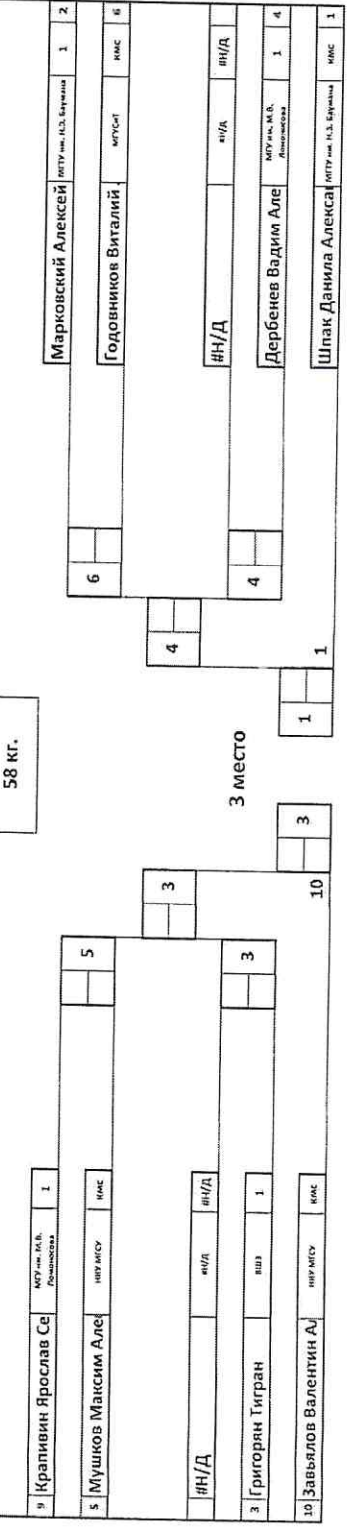 58 кг.
9 Крапивин Ярослав Се МГУ им. М.В. Ломоносова 1
5 Мушков Максим Але НИУ МГСУ КМС
5
#Н/Д #Н/Д #Н/Д
3 Григорян Тигран ВШЭ 1
3
3
10 Завьялов Валентин А НИУ МГСУ КМС
10
3
3 место
Марковский Алексей МГТУ им. Н.Э. Баумана 1 2
Годовников Виталий МГУСиТ КМС 6
6
#Н/Д #Н/Д #Н/Д
Дербенев Вадим Але МГУ им. М.В. Ломоносова 1 4
4
4
Шпак Данила Алекса МГТУ им. Н.Э. Баумана КМС 1
1
1